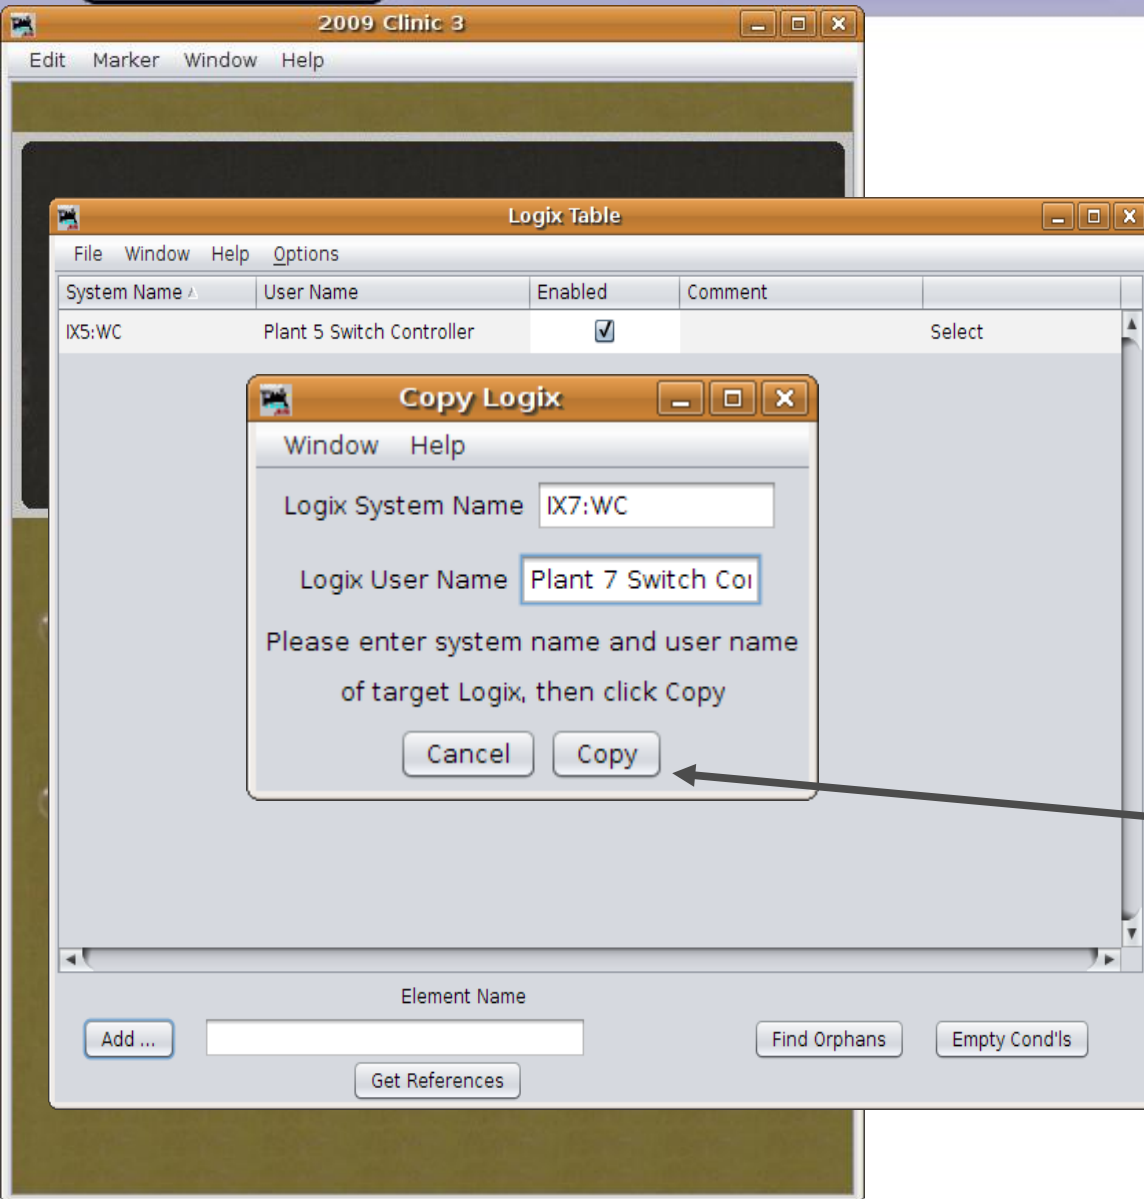 2009 Clinic 3
Edit Marker Window Help
Logix Table
File Window Help Options
System Name User Name Enabled Comment
IX5:WC Plant 5 Switch Controller Select
Copy Logix
Window Help
Logix System Name IX7:WC
Logix User Name Plant 7 Switch
Please enter system name and user name
of target Logix, then click Copy
Cancel Copy
Element Name
Add ...
Find Orphans Empty Cond'ls
Get References